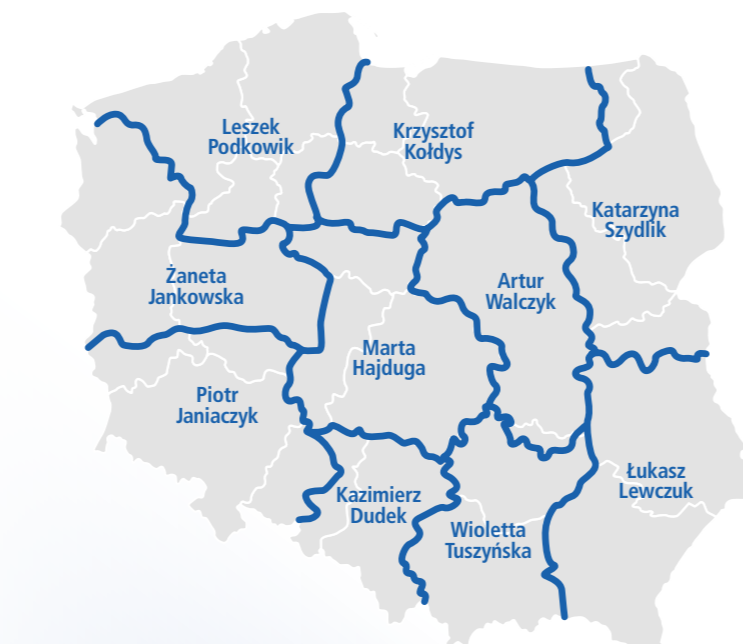 Leszek
Podkowik
Krzysztof
Kołdys
Katarzyna
Szydlik
Żaneta
Jankowska
Artur
Walczyk
Marta
Hajduga
Piotr
Janiaczyk
Kazimierz
Dudek
Wioletta
Tuszyńska
Łukasz
Lewczuk